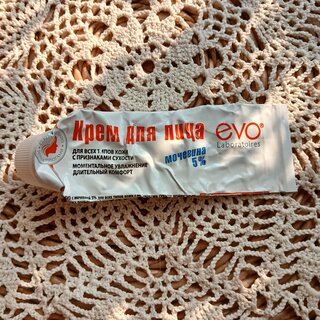 Крем для лица
evo®
Laboratoires
мочевина
5%
ДЛЯ ВСЕХ ТИПОВ КОЖИ
С ПРИЗНАКАМИ СУХОСТИ
МОМЕНТАЛЬНОЕ УВЛАЖНЕНИЕ
ДЛИТЕЛЬНЫЙ КОМФОРТ